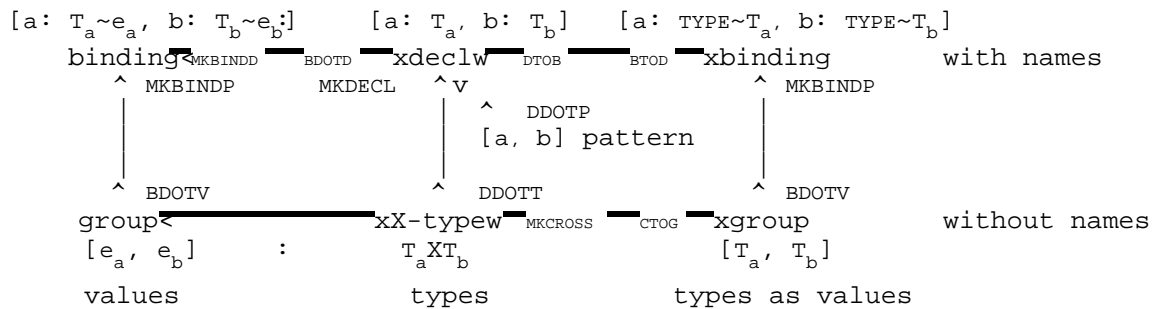 [a: Ta~ea, b: Tb~eb:] [a: Ta, b: Tb] [a: TYPE~Ta, b: TYPE~Tb]
binding< MKBINDD BDOTD xdeclw DTOB BTOD xbinding with names
^ MKBINDP MKDECL ^ v ^ MKBINDP
^ DDOTP
[a, b] pattern
^ BDOTV ^ DDOTT ^ BDOTV
group< xX-typew MKCROSS CTOG xgroup without names
[ea, eb] : TaXTb [Ta, Tb]
values types types as values